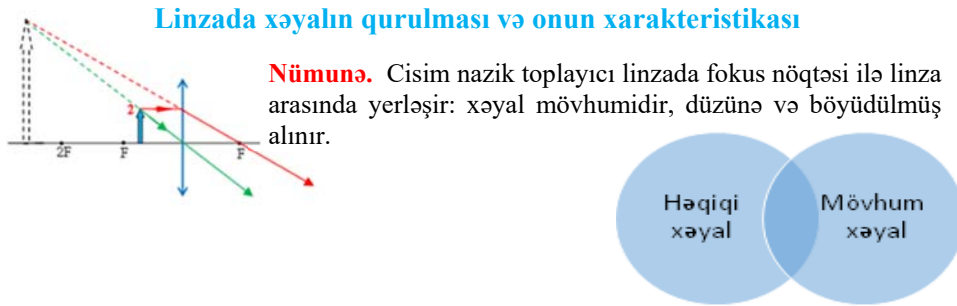 Linzada xəyalın qurulması və onun xarakteristikası
Nümunə. Cisim nazik toplayıcı linzada fokus nöqtəsi ilə linza
arasında yerləşir: xəyal mövhumidir, düzünə və böyüdülmüş
alınır.
2
2F
F
F
Həqiqi
xəyal
Mövhum
xəyal